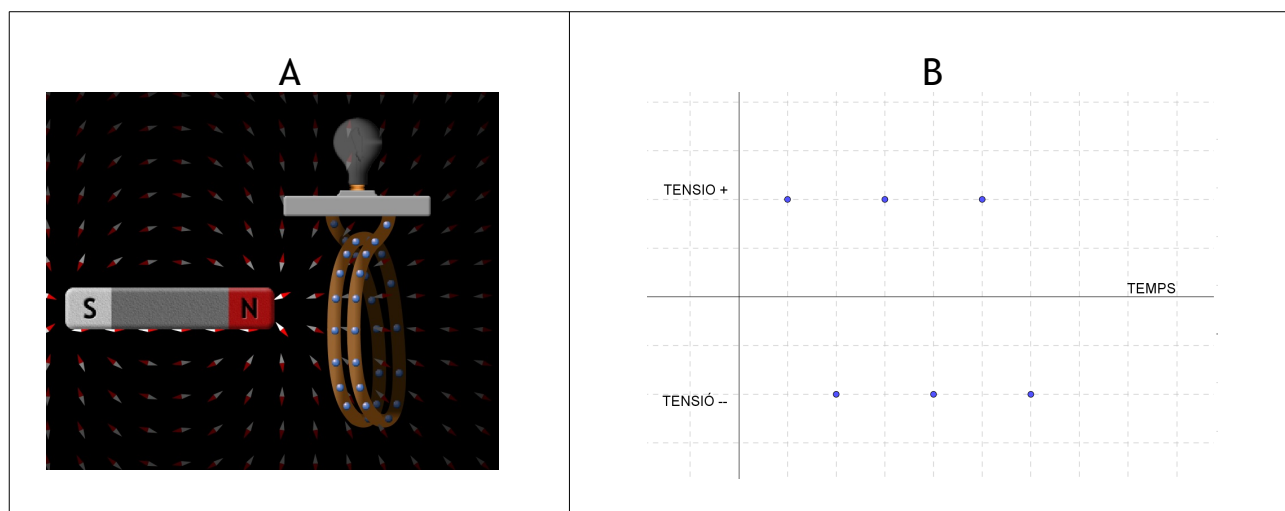 A
B
S
N
TENSIO +
TEMPS
TENSIÓ --